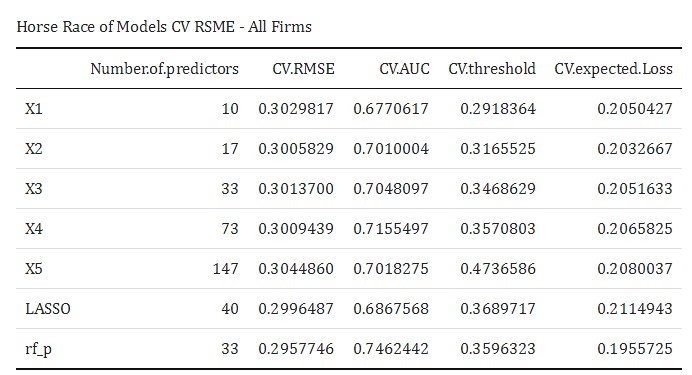 Horse Race of Models CV RSME - All Firms
Number.of.predictors CV.RMSE CV.AUC CV.threshold CV.expected.Loss
X1 10 0.3029817 0.6770617 0.2918364 0.2050427
X2 17 0.3005829 0.7010004 0.3165525 0.2032667
X3 33 0.3013700 0.7048097 0.3468629 0.2051633
X4 73 0.3009439 0.7155497 0.3570803 0.2065825
X5 147 0.3044860 0.7018275 0.4736586 0.2080037
LASSO 40 0.2996487 0.6867568 0.3689717 0.2114943
rf_p 33 0.2957746 0.7462442 0.3596323 0.1955725